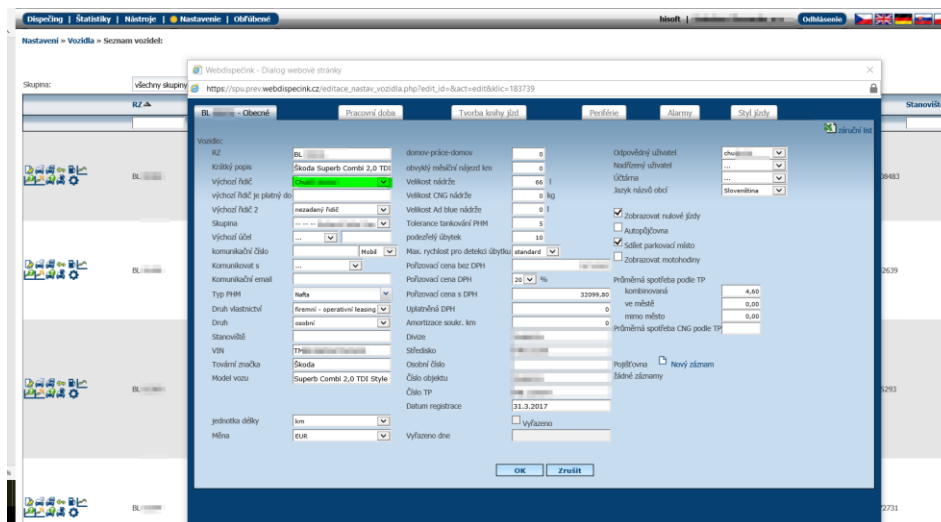 Dispečing | Štatistiky | Nástroje | Nastavenie | Obľúbené
hisoft |
Odhlásenie
Nastavení » Vozidla » Seznam vozidel:
Skupina:
všechny skupiny
RZ
Stanoviště
BL
08483
BL
2639
BL
5293
BL
72731
Webdispečink - Dialog webové stránky
https://spu.prev.webdispecink.cz/editace_nastav_vozidla.php?edit_id=&act=edit&klic=183739
BL - Obecné
Pracovní doba
Tvorba knihy jízd
Periférie
Alarmy
Styl jízdy
záruční list
Vozidlo:
RZ BL
Krátký popis Škoda Superb Combi 2,0 TDI
Výchozí řidič
výchozí řidič je platný do
Výchozí řidič 2 nezadaný řidič
Skupina -- -- --
Výchozí účel ...
komunikační číslo Mobil
Komunikovat s ...
Komunikační email
Typ PHM Nafta
Druh vlastnictví firemní - operativní leasing
Druh osobní
Stanoviště
VIN
Tovární značka Škoda
Model vozu Superb Combi 2,0 TDI Style
jednotka délky km
Měna EUR
domov-práce-domov 0
obvyklý měsíční nájezd km 0
Velikost nádrže 66 l
Velikost CNG nádrže 0 kg
Velikost Ad blue nádrže 0 l
Tolerance tankování PHM 5
podezřelý úbytek 10
Max. rychlost pro detekci úbytku standard
Pořizovací cena bez DPH
Pořizovací cena DPH 20 %
Pořizovací cena s DPH 32099,80
Uplatněná DPH 0
Amortizace soukr. km 0
Divize
Středisko
Osobní číslo
Číslo objektu
Číslo TP
Datum registrace 31.3.2017
Vyřazeno
Vyřazeno dne
Odpovědný uživatel
Nadřízený uživatel ...
Účtárna ...
Jazyk názvů obcí Slovenština
Zobrazovat nulové jízdy
Autopůjčovna
Sdílet parkovací místo
Zobrazovat motohodiny
Průměrná spotřeba podle TP
kombinovaná 4,60
ve městě 0,00
mimo město 0,00
Průměrná spotřeba CNG podle TP
Pojišťovna Nový záznam
žádné záznamy
OK
Zrušit